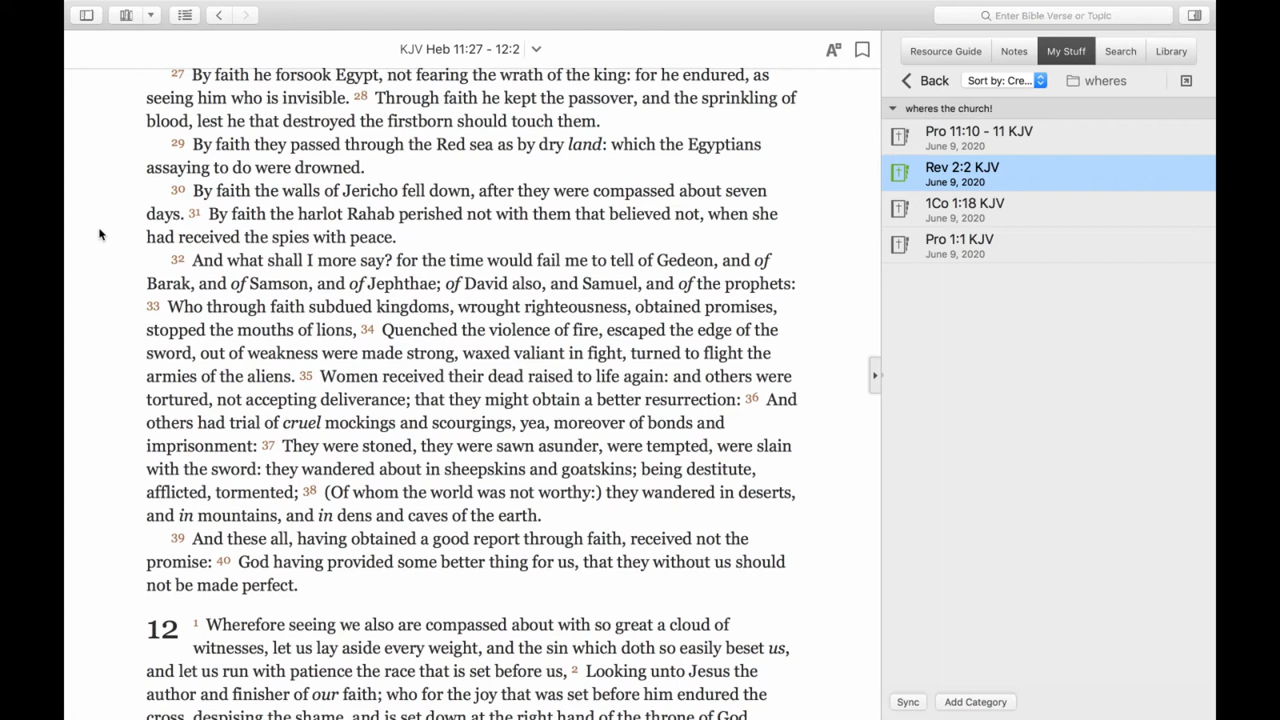 Enter Bible Verse or Topic
KJV Heb 11:27 - 12:2
A
27 By faith he forsook Egypt, not fearing the wrath of the king: for he endured, as
seeing him who is invisible. 28 Through faith he kept the passover, and the sprinkling of
blood, lest he that destroyed the firstborn should touch them.
29 By faith they passed through the Red sea as by dry land: which the Egyptians
assaying to do were drowned.
30 By faith the walls of Jericho fell down, after they were compassed about seven
days. 31 By faith the harlot Rahab perished not with them that believed not, when she
had received the spies with peace.
32 And what shall I more say? for the time would fail me to tell of Gedeon, and of
Barak, and of Samson, and of Jephthae; of David also, and Samuel, and of the prophets:
33 Who through faith subdued kingdoms, wrought righteousness, obtained promises,
stopped the mouths of lions, 34 Quenched the violence of fire, escaped the edge of the
sword, out of weakness were made strong, waxed valiant in fight, turned to flight the
armies of the aliens. 35 Women received their dead raised to life again: and others were
tortured, not accepting deliverance; that they might obtain a better resurrection: 36 And
others had trial of cruel mockings and scourgings, yea, moreover of bonds and
imprisonment: 37 They were stoned, they were sawn asunder, were tempted, were slain
with the sword: they wandered about in sheepskins and goatskins; being destitute,
afflicted, tormented; 38 (Of whom the world was not worthy:) they wandered in deserts,
and in mountains, and in dens and caves of the earth.
39 And these all, having obtained a good report through faith, received not the
promise: 40 God having provided some better thing for us, that they without us should
not be made perfect.
12 1 Wherefore seeing we also are compassed about with so great a cloud of
witnesses, let us lay aside every weight, and the sin which doth so easily beset us,
and let us run with patience the race that is set before us, 2 Looking unto Jesus the
author and finisher of our faith; who for the joy that was set before him endured the
cross, despising the shame, and is set down at the right hand of the throne of God
Resource Guide Notes My Stuff Search Library
Back Sort by: Cre... wheres
wheres the church!
Pro 11:10 - 11 KJV
June 9, 2020
Rev 2:2 KJV
June 9, 2020
1Co 1:18 KJV
June 9, 2020
Pro 1:1 KJV
June 9, 2020
Sync Add Category